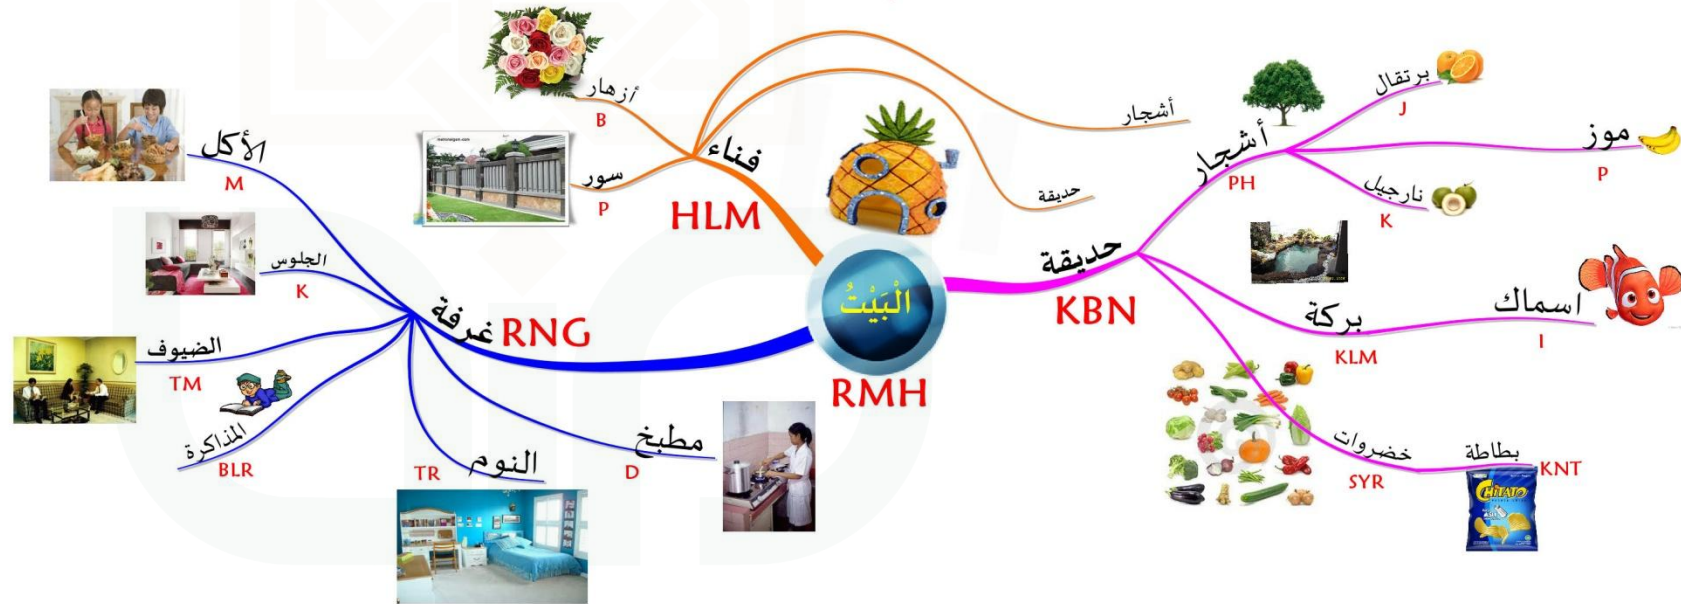 الْبَيْتُ
RMH
فناء
HLM
أزهار
B
سور
P
أشجار
حديقة
حديقة
KBN
أشجار
PH
برتقال
J
موز
P
نارجيل
K
بركة
KLM
اسماك
I
خضروات
SYR
بطاطة
KNT
CHITATO
غرفة
RNG
الأكل
M
الجلوس
K
الضيوف
TM
المذاكرة
BLR
النوم
TR
مطبخ
D